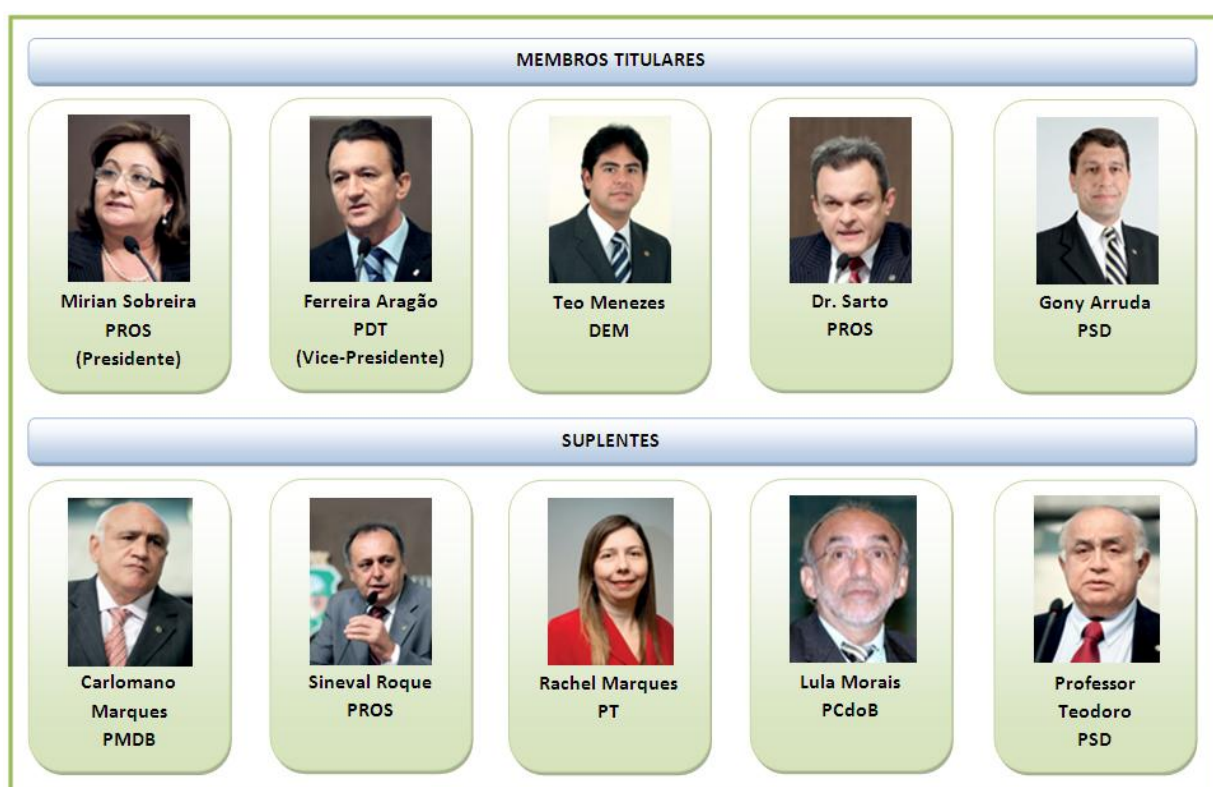 MEMBROS TITULARES
Mirian Sobreira
PROS
(Presidente)
Ferreira Aragão
PDT
(Vice-Presidente)
Teo Menezes
DEM
Dr. Sarto
PROS
Gony Arruda
PSD
SUPLENTES
Carlomano
Marques
PMDB
Sineval Roque
PROS
Rachel Marques
PT
Lula Morais
PCdoB
Professor
Teodoro
PSD